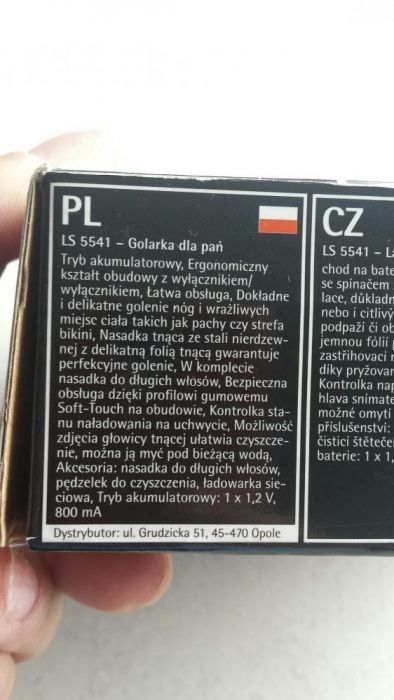 PL
LS 5541 – Golarka dla pań
Tryb akumulatorowy, Ergonomiczny
kształt obudowy z wyłącznikiem/
wyłącznikiem, Łatwa obsługa, Dokładne
i delikatne golenie nóg i wrażliwych
miejsc ciała takich jak pachy czy strefa
bikini, Nasadka tnąca ze stali nierdzew-
nej z delikatną folią tnącą gwarantuje
perfekcyjne golenie, W komplecie
nasadka do długich włosów, Bezpieczna
obsługa dzięki profilowi gumowemu
Soft-Touch na obudowie, Kontrolka sta-
nu naładowania na uchwycie, Możliwość
zdjęcia głowicy tnącej ułatwia czyszcze-
nie, można ją myć pod bieżącą wodą,
Akcesoria: nasadka do długich włosów,
pędzelek do czyszczenia, ładowarka sie-
ciowa, Tryb akumulatorowy: 1 x 1,2 V,
800 mA
Dystrybutor: ul. Grudzicka 51, 45-470 Opole
CZ
LS 5541 – L
chod na bate
se spínačem
lace, důkladn
nebo i citliv
podpaží či ob
jemnou fólií
zastřihovací
díky pryžova
Kontrolka nap
hlava snímate
možné omytí
příslušenství:
čisticí štěteče
baterie: 1 x 1,